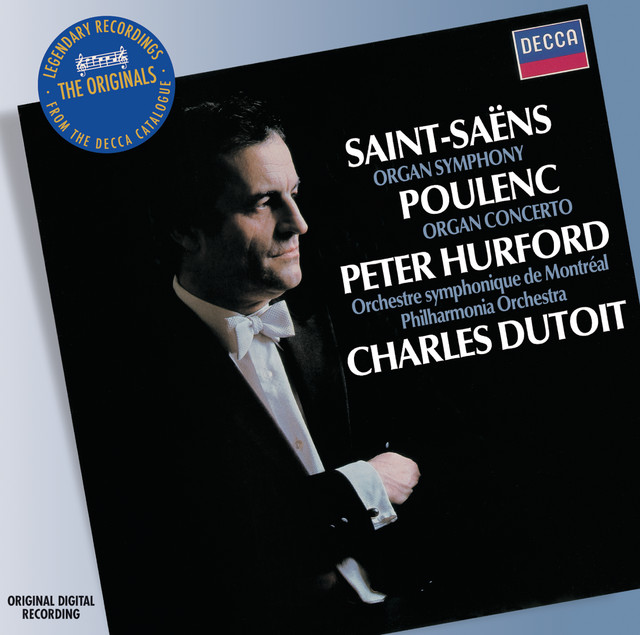 LEGENDARY RECORDINGS
THE ORIGINALS
FROM THE DECCA CATALOGUE
DECCA
SAINT-SAËNS
ORGAN SYMPHONY
POULENC
ORGAN CONCERTO
PETER HURFORD
Orchestre symphonique de Montréal
Philharmonia Orchestra
CHARLES DUTOIT
ORIGINAL DIGITAL
RECORDING